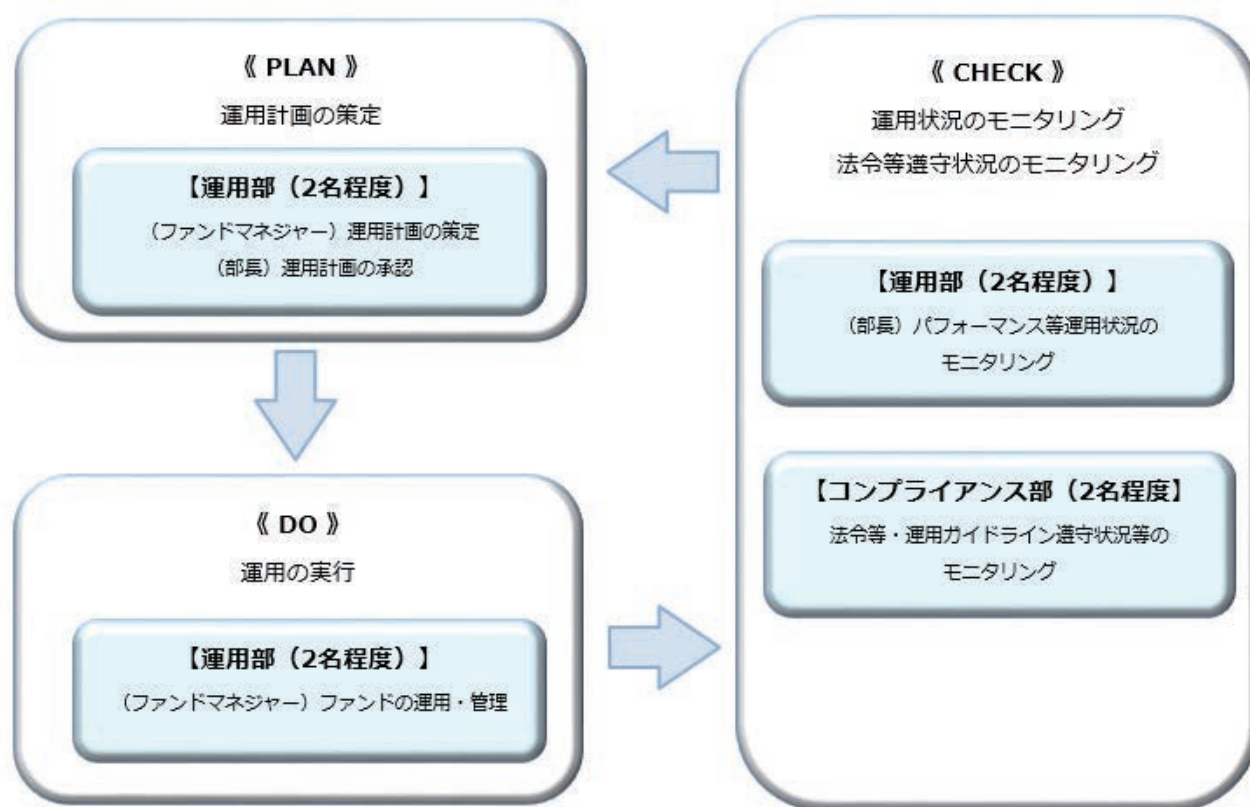 《 PLAN 》
運用計画の策定
【運用部（2名程度）】
（ファンドマネジャー）運用計画の策定
（部長）運用計画の承認
《 DO 》
運用の実行
【運用部（2名程度）】
（ファンドマネジャー）ファンドの運用・管理
《 CHECK 》
運用状況のモニタリング
法令等遵守状況のモニタリング
【運用部（2名程度）】
（部長）パフォーマンス等運用状況の
モニタリング
【コンプライアンス部（2名程度】
法令等・運用ガイドライン遵守状況等の
モニタリング